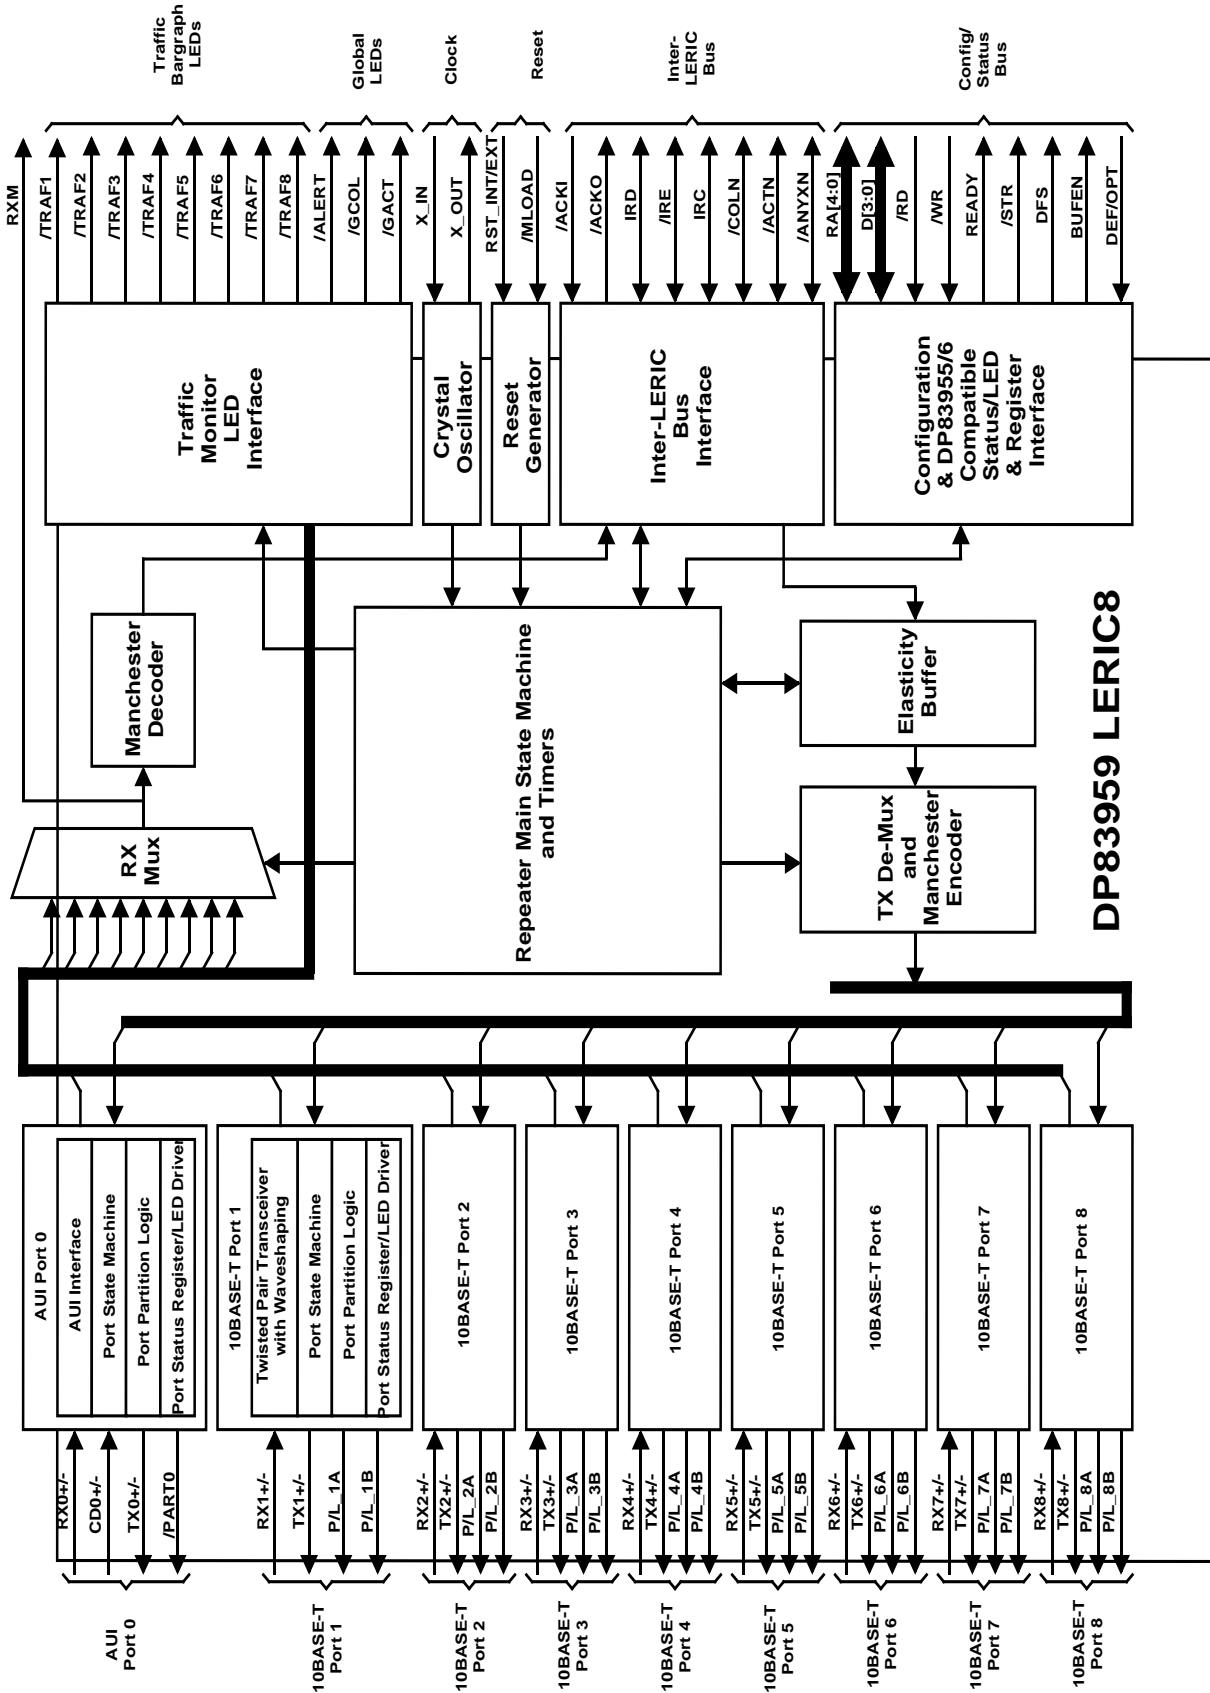 RXM
/TRAF1
/TRAF2
/TRAF3
/TRAF4
/TRAF5
/TRAF6
/TRAF7
/TRAF8
/ALERT
/GCOL
/GACT
X_IN
X_OUT
RST_INT/EXT
/MLOAD
/ACKI
/ACKO
IRD
/IRE
IRC
/COLN
/ACTN
/ANYXN
RA[4:0]
D[3:0]
/RD
/WR
READY
/STR
DFS
BUFEN
DEF/OPT
Traffic
Bargraph
LEDs
Global
LEDs
Clock
Reset
Inter-
LERIC
Bus
Config/
Status
Bus
Traffic
Monitor
LED
Interface
Crystal
Oscillator
Reset
Generator
Inter-LERIC
Bus
Interface
Configuration
& DP83955/6
Compatible
Status/LED
& Register
Interface
Manchester
Decoder
RX
Mux
Repeater Main State Machine
and Timers
Elasticity
Buffer
TX De-Mux
and
Manchester
Encoder
DP83959 LERIC8
AUI Port 0
AUI Interface
Port State Machine
Port Partition Logic
Port Status Register/LED Driver
10BASE-T Port 1
Twisted Pair Transceiver
with Waveshaping
Port State Machine
Port Partition Logic
Port Status Register/LED Driver
10BASE-T Port 2
10BASE-T Port 3
10BASE-T Port 4
10BASE-T Port 5
10BASE-T Port 6
10BASE-T Port 7
10BASE-T Port 8
RX0+/-
CD0+/-
TX0+/-
/PART0
RX1+/-
TX1+/-
P/L_1A
P/L_1B
RX2+/-
TX2+/-
P/L_2A
P/L_2B
RX3+/-
TX3+/-
P/L_3A
P/L_3B
RX4+/-
TX4+/-
P/L_4A
P/L_4B
RX5+/-
TX5+/-
P/L_5A
P/L_5B
RX6+/-
TX6+/-
P/L_6A
P/L_6B
RX7+/-
TX7+/-
P/L_7A
P/L_7B
RX8+/-
TX8+/-
P/L_8A
P/L_8B
AUI
Port 0
10BASE-T
Port 1
10BASE-T
Port 2
10BASE-T
Port 3
10BASE-T
Port 4
10BASE-T
Port 5
10BASE-T
Port 6
10BASE-T
Port 7
10BASE-T
Port 8